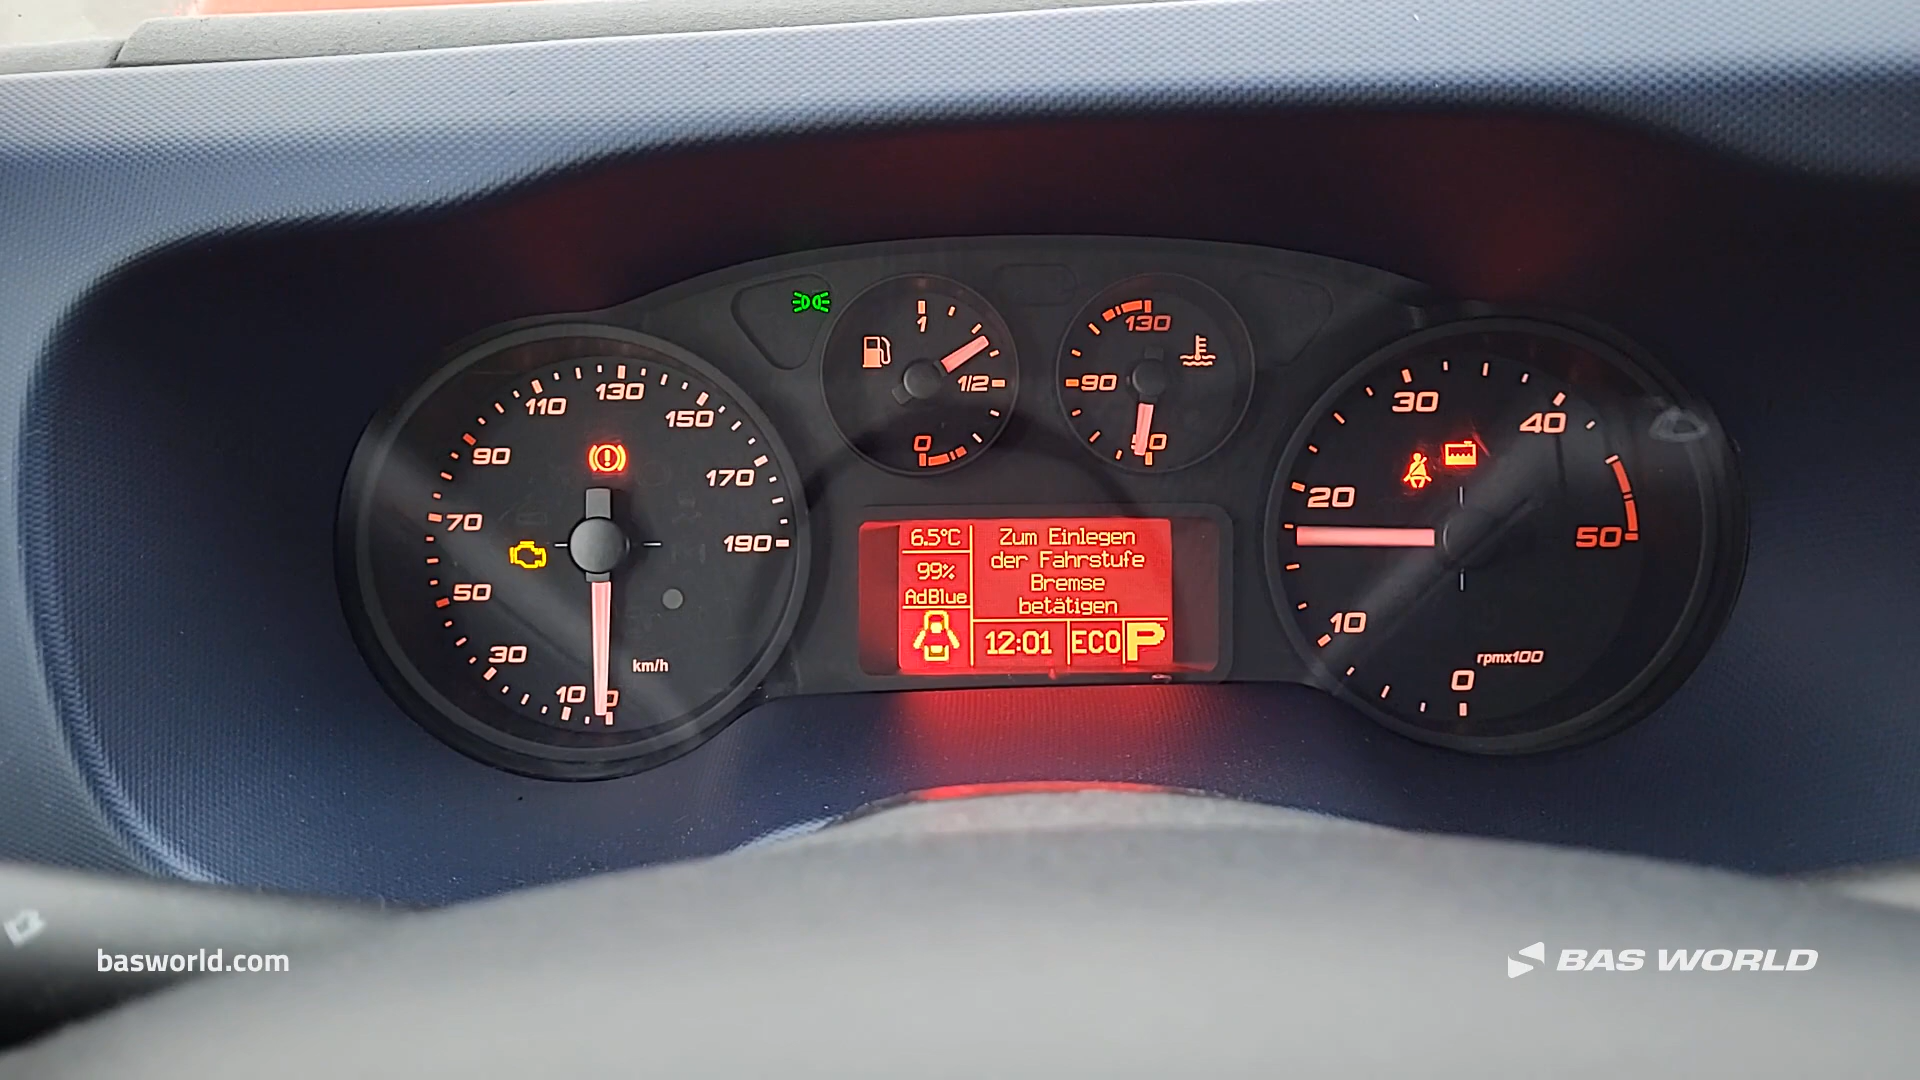 10
30
50
70
90
110
130
150
170
190
km/h
1
1/2
0
130
90
6.5°C
99%
AdBlue
Zum Einlegen
der Fahrstufe
Bremse
betätigen
12:01
ECO
P
0
10
20
30
40
50
rpmx100
basworld.com
BAS WORLD